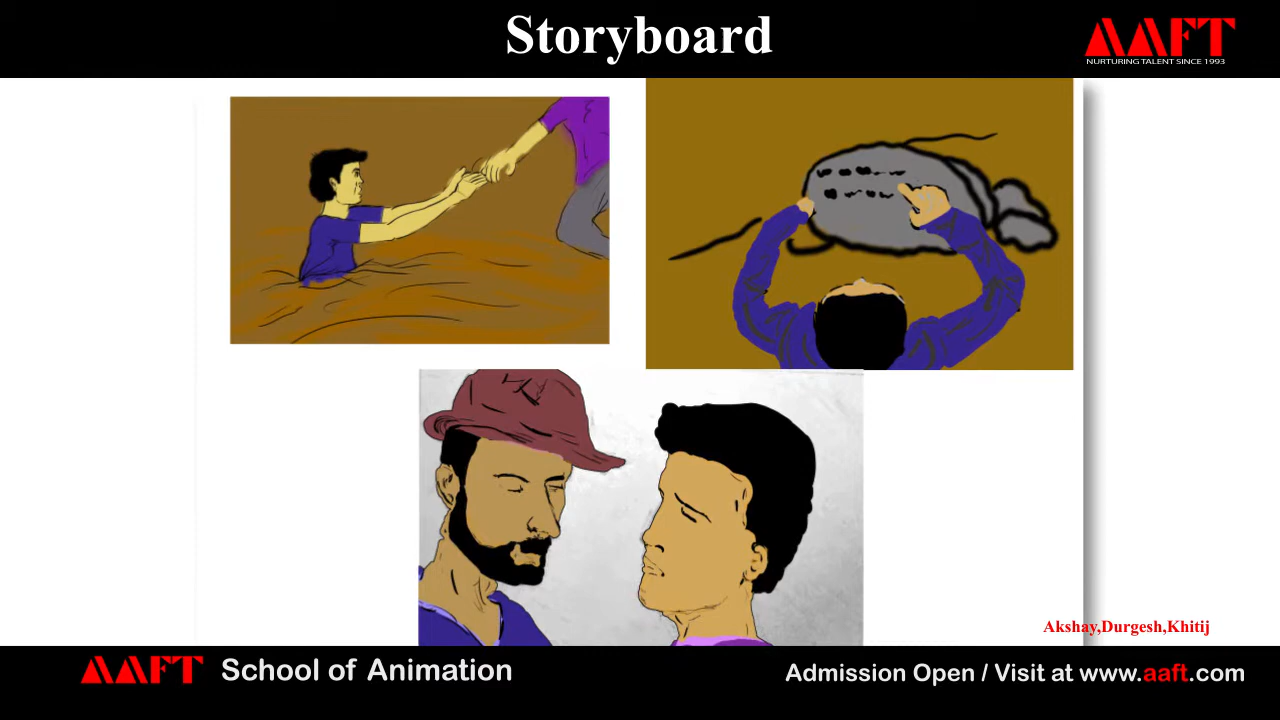 Storyboard
AAFT
NURTURING TALENT SINCE 1993
Akshay,Durgesh,Khitij
AAFT School of Animation
Admission Open / Visit at www.aaft.com